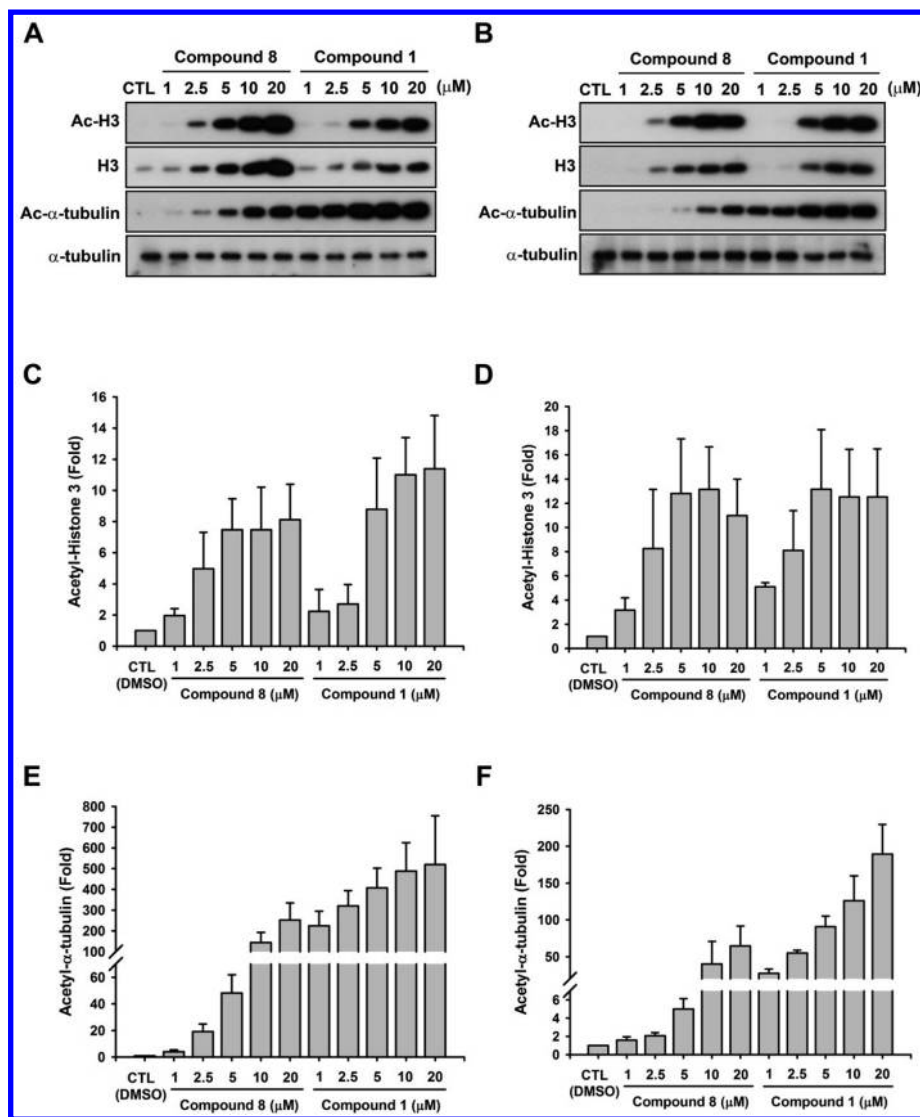 A
Compound 8 Compound 1
CTL 1 2.5 5 10 20 1 2.5 5 10 20 (μM)
Ac-H3
H3
Ac-α-tubulin
α-tubulin
B
Compound 8 Compound 1
CTL 1 2.5 5 10 20 1 2.5 5 10 20 (μM)
Ac-H3
H3
Ac-α-tubulin
α-tubulin
C
Acetyl-Histone 3 (Fold)
16
14
12
10
8
6
4
2
0
CTL 1 2.5 5 10 20 1 2.5 5 10 20
(DMSO) Compound 8 (μM) Compound 1 (μM)
D
Acetyl-Histone 3 (Fold)
20
18
16
14
12
10
8
6
4
2
0
CTL 1 2.5 5 10 20 1 2.5 5 10 20
(DMSO) Compound 8 (μM) Compound 1 (μM)
E
Acetyl-α-tubulin (Fold)
800
700
600
500
400
300
200
100
60
40
20
0
CTL 1 2.5 5 10 20 1 2.5 5 10 20
(DMSO) Compound 8 (μM) Compound 1 (μM)
F
Acetyl-α-tubulin (Fold)
250
200
150
100
50
6
4
2
0
CTL 1 2.5 5 10 20 1 2.5 5 10 20
(DMSO) Compound 8 (μM) Compound 1 (μM)